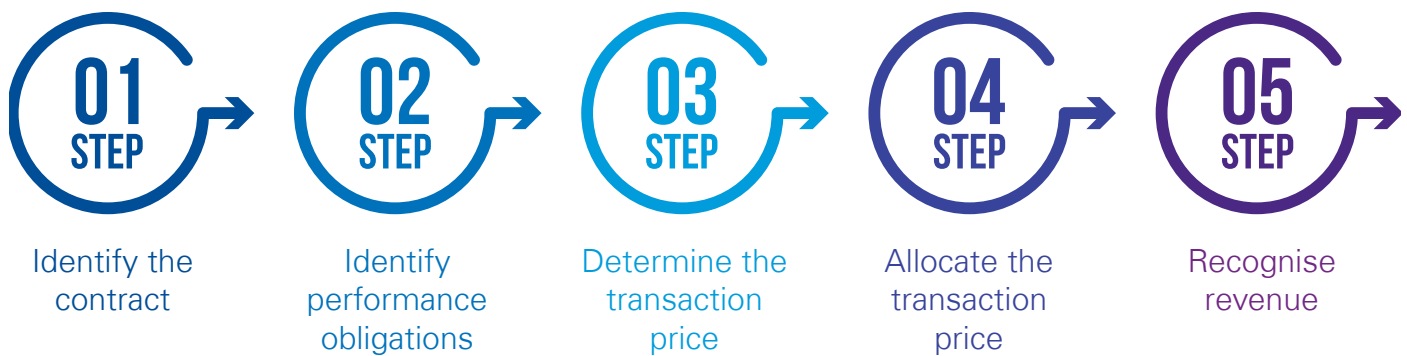 01
STEP
Identify the
contract
02
STEP
Identify
performance
obligations
03
STEP
Determine the
transaction
price
04
STEP
Allocate the
transaction
price
05
STEP
Recognise
revenue